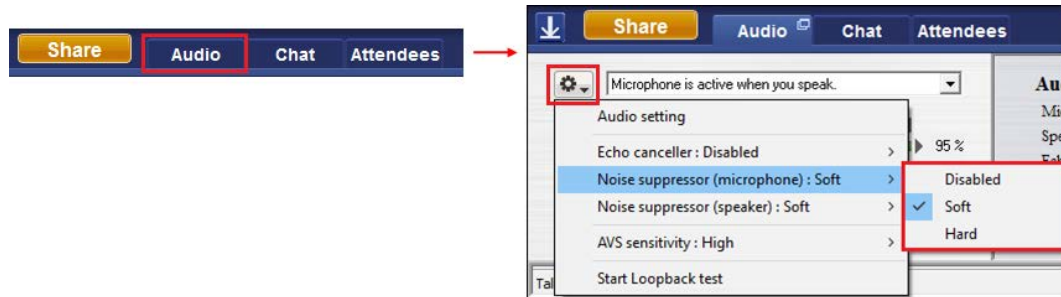 Share Audio Chat Attendees
Share Audio Chat Attendees
Microphone is active when you speak.
Audio setting
95 %
Echo canceller : Disabled
Noise suppressor (microphone) : Soft
Disabled
Noise suppressor (speaker) : Soft
Soft
Hard
AVS sensitivity : High
Start Loopback test